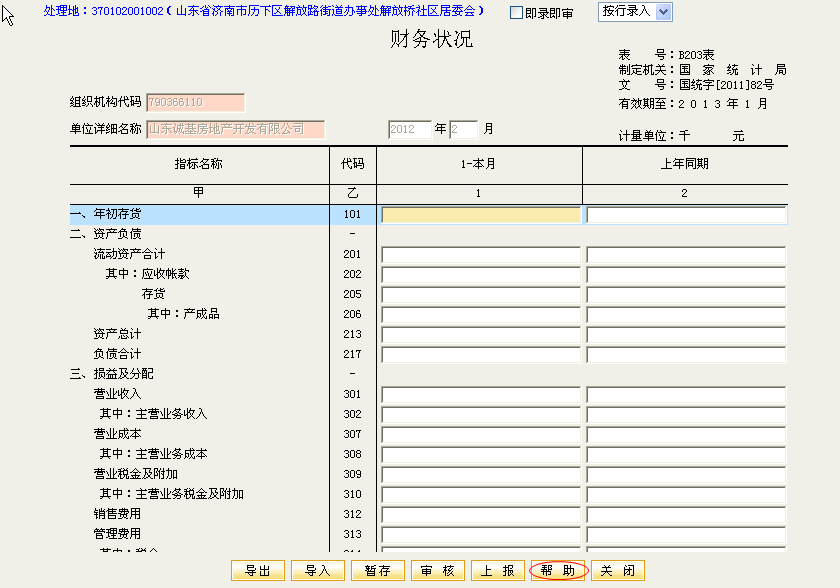 处理地：370102001002（山东省济南市历下区解放路街道办事处解放桥社区居委会） 即录即审 按行录入
财务状况
表 号：B203表
制定机关：国 家 统 计 局
文 号：国统字[2011]82号
有效期至：2 0 1 3 年 1 月
组织机构代码 790366110
单位详细名称 山东诚基房地产开发有限公司 2012 年 2 月
计量单位：千 元
指标名称 代码 1-本月 上年同期
甲 乙 1 2
一、年初存货 101
二、资产负债 -
流动资产合计 201
其中：应收帐款 202
存货 205
其中：产成品 206
资产总计 213
负债合计 217
三、损益及分配 -
营业收入 301
其中：主营业务收入 302
营业成本 307
其中：主营业务成本 308
营业税金及附加 309
其中：主营业务税金及附加 310
销售费用 312
管理费用 313
其中：税金 314
导出 导入 暂存 审 核 上 报 帮 助 关 闭